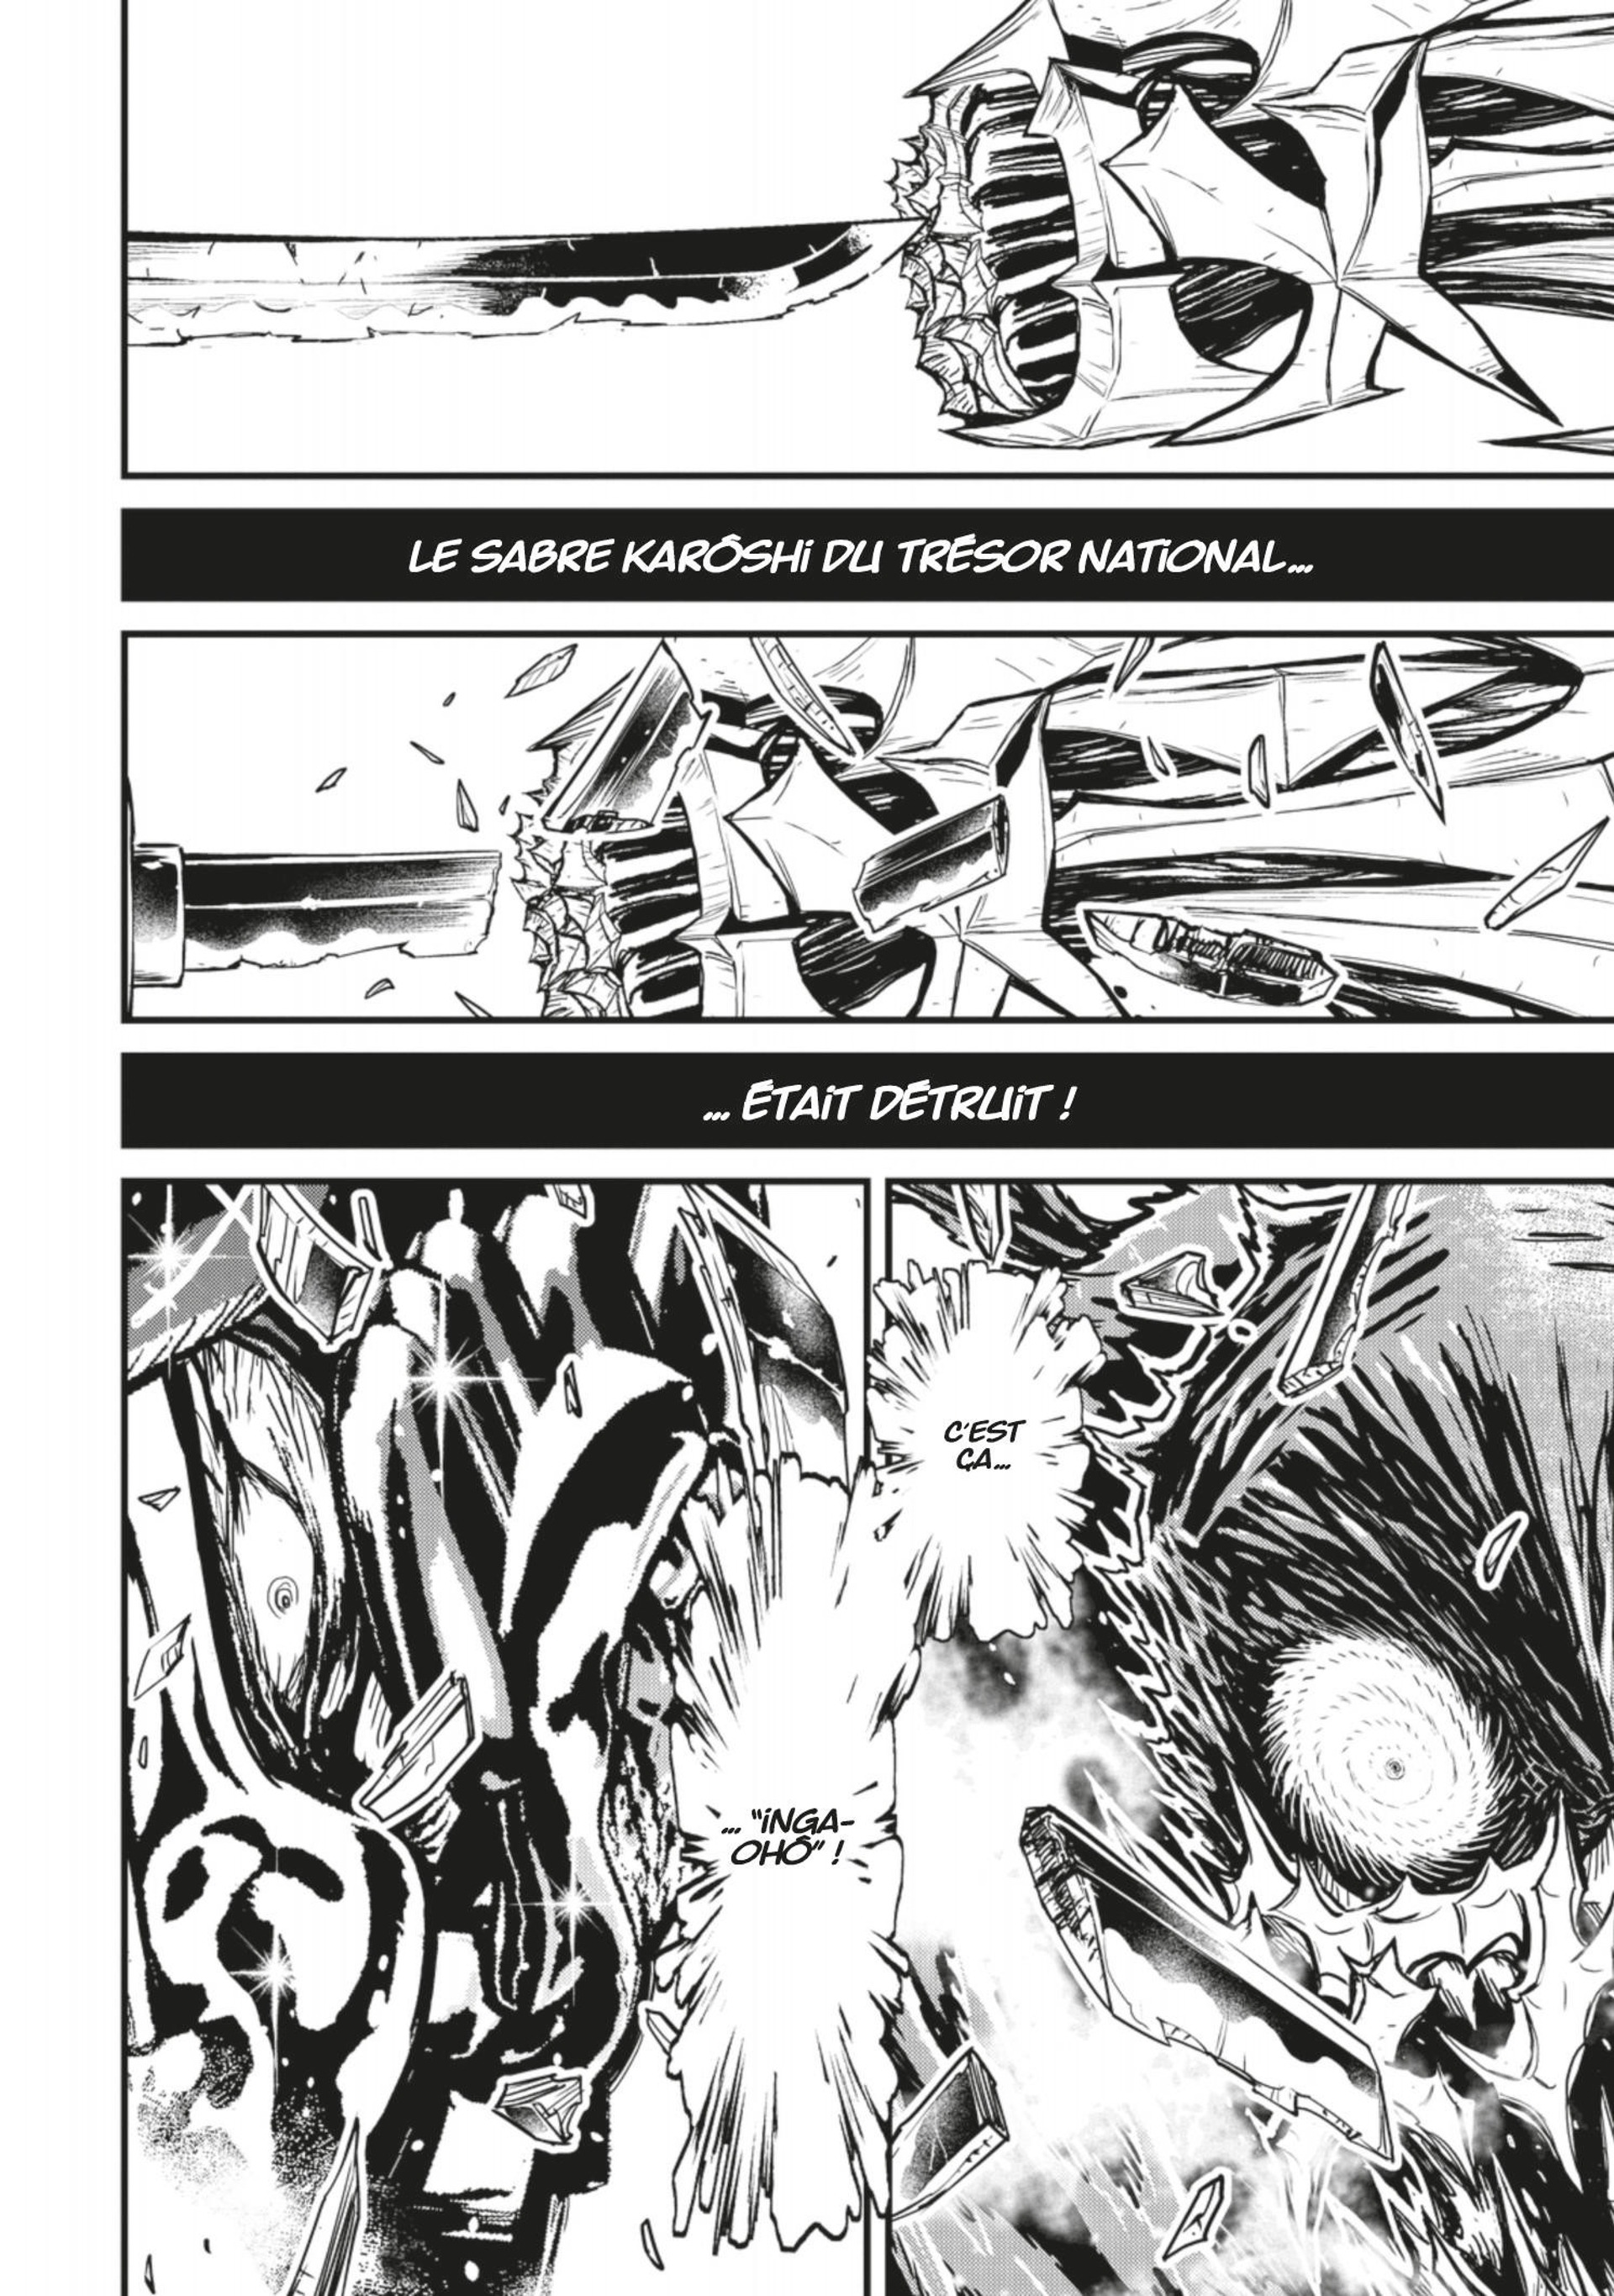 LE SABRE KARÔSHI DU TRÉSOR NATIONAL...
... ÉTAIT DÉTRUIT !
C'EST
ÇA...
... "INGA-
OHÔ" !